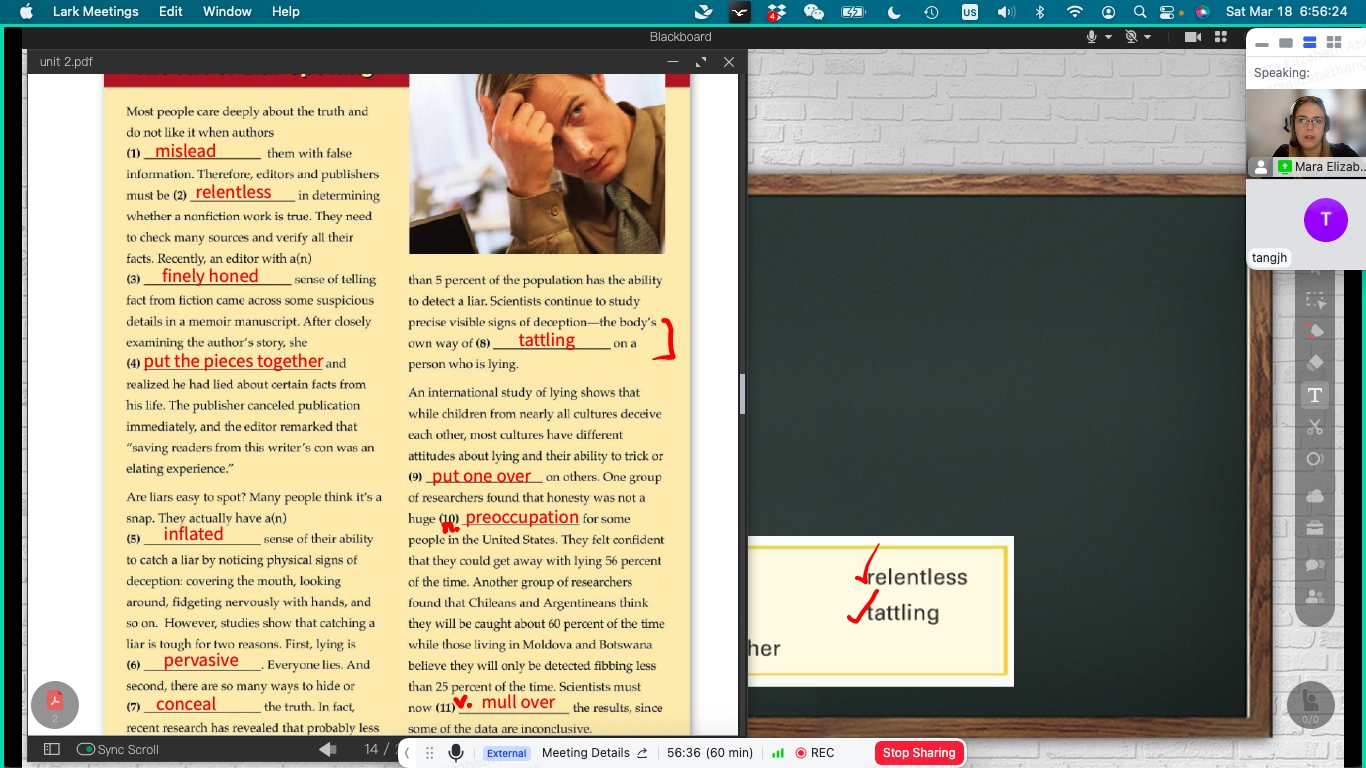 Lark Meetings Edit Window Help
4
US
Sat Mar 18 6:56:24
Blackboard
unit 2.pdf
Most people care deeply about the truth and
do not like it when authors
(1) mislead them with false
information. Therefore, editors and publishers
must be (2) relentless in determining
whether a nonfiction work is true. They need
to check many sources and verify all their
facts. Recently, an editor with a(n)
(3) finely honed sense of telling
fact from fiction came across some suspicious
details in a memoir manuscript. After closely
examining the author's story, she
(4) put the pieces together and
realized he had lied about certain facts from
his life. The publisher canceled publication
immediately, and the editor remarked that
"saving readers from this writer's con was an
elating experience."
Are liars easy to spot? Many people think it's a
snap. They actually have a(n)
(5) inflated sense of their ability
to catch a liar by noticing physical signs of
deception: covering the mouth, looking
around, fidgeting nervously with hands, and
so on. However, studies show that catching a
liar is tough for two reasons. First, lying is
(6) pervasive. Everyone lies. And
second, there are so many ways to hide or
(7) conceal the truth. In fact,
recent research has revealed that probably less
than 5 percent of the population has the ability
to detect a liar. Scientists continue to study
precise visible signs of deception—the body's
own way of (8) tattling on a
person who is lying.
An international study of lying shows that
while children from nearly all cultures deceive
each other, most cultures have different
attitudes about lying and their ability to trick or
(9) put one over on others. One group
of researchers found that honesty was not a
huge (10) preoccupation for some
n.
people in the United States. They felt confident
that they could get away with lying 56 percent
of the time. Another group of researchers
found that Chileans and Argentineans think
they will be caught about 60 percent of the time
while those living in Moldova and Botswana
believe they will only be detected fibbing less
than 25 percent of the time. Scientists must
now (11) v. mull over the results, since
some of the data are inconclusive.
relentless
tattling
her
Speaking:
Mara Elizab...
T
tangjh
T
0/0
2
Sync Scroll
14 / 2
External Meeting Details 56:36 (60 min) REC Stop Sharing